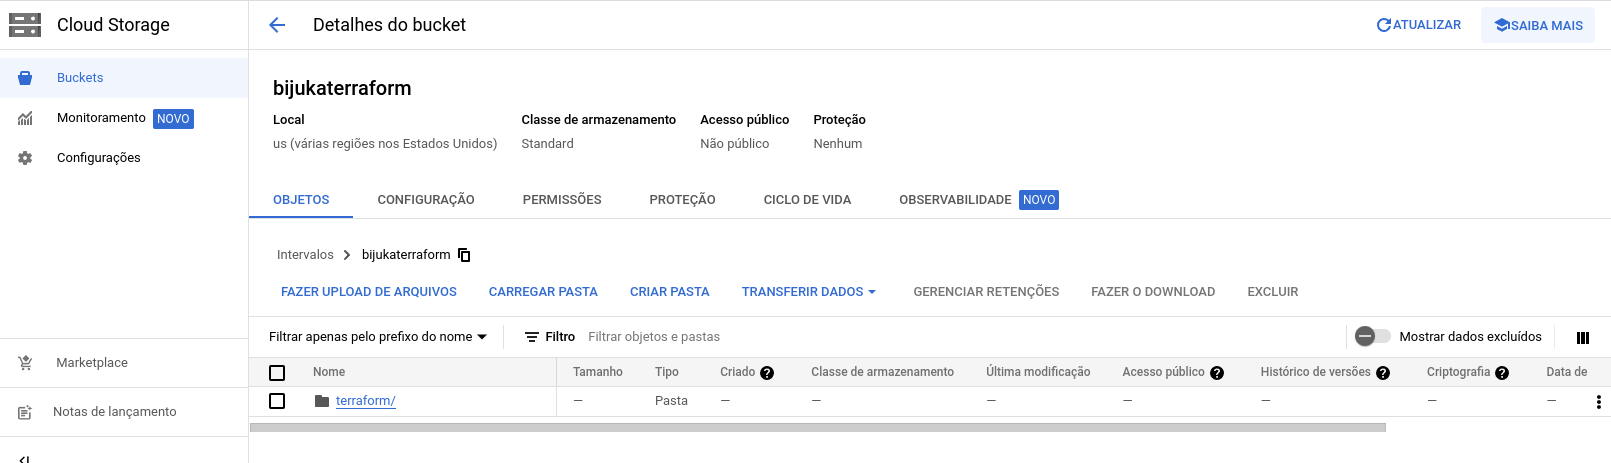 Cloud Storage
Detalhes do bucket
ATUALIZAR
SAIBA MAIS
Buckets
Monitoramento NOVO
Configurações
Marketplace
Notas de lançamento
bijukaterraform
Local Classe de armazenamento Acesso público Proteção
us (várias regiões nos Estados Unidos) Standard Não público Nenhum
OBJETOS CONFIGURAÇÃO PERMISSÕES PROTEÇÃO CICLO DE VIDA OBSERVABILIDADE NOVO
Intervalos bijukaterraform
FAZER UPLOAD DE ARQUIVOS CARREGAR PASTA CRIAR PASTA TRANSFERIR DADOS GERENCIAR RETENÇÕES FAZER O DOWNLOAD EXCLUIR
Filtrar apenas pelo prefixo do nome Filtro Filtrar objetos e pastas Mostrar dados excluídos
Nome Tamanho Tipo Criado Classe de armazenamento Última modificação Acesso público Histórico de versões Criptografia Data de
terraform/ — Pasta — — — — — — —